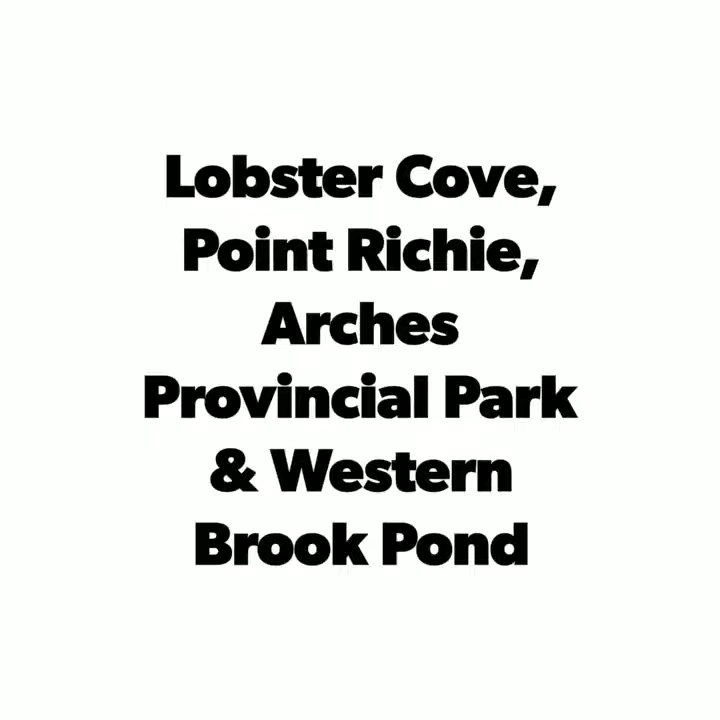 Lobster Cove,
Point Richie,
Arches
Provincial Park
& Western
Brook Pond